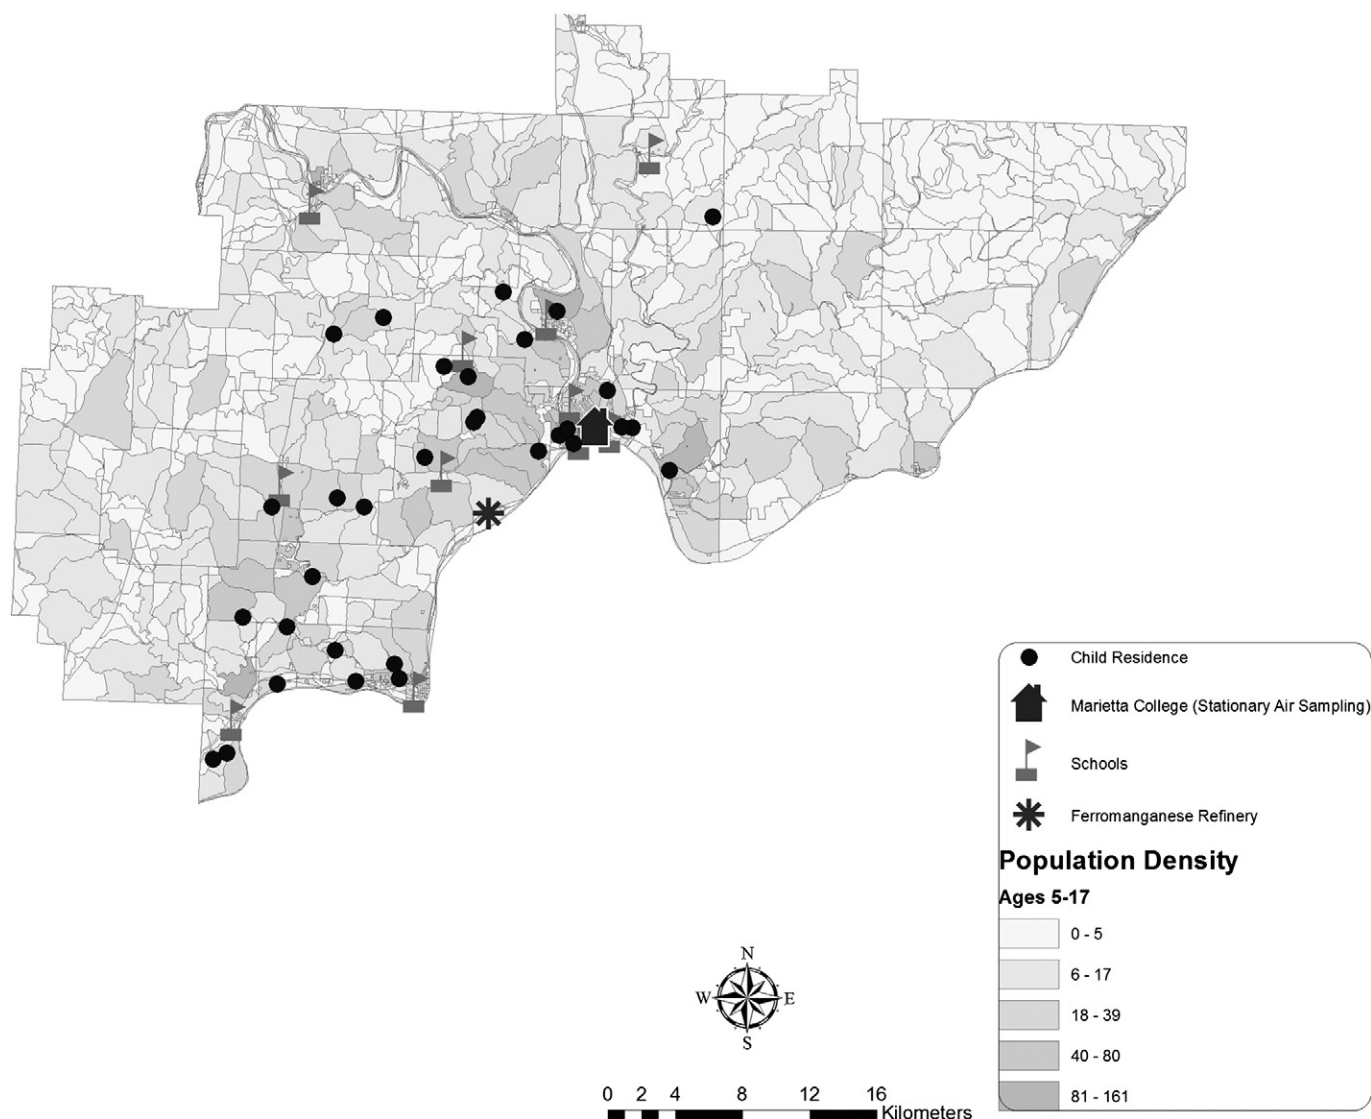 Child Residence
Marietta College (Stationary Air Sampling)
Schools
Ferromanganese Refinery
Population Density
Ages 5-17
0 - 5
6 - 17
18 - 39
40 - 80
81 - 161
N
W E
S
0 2 4 8 12 16
Kilometers